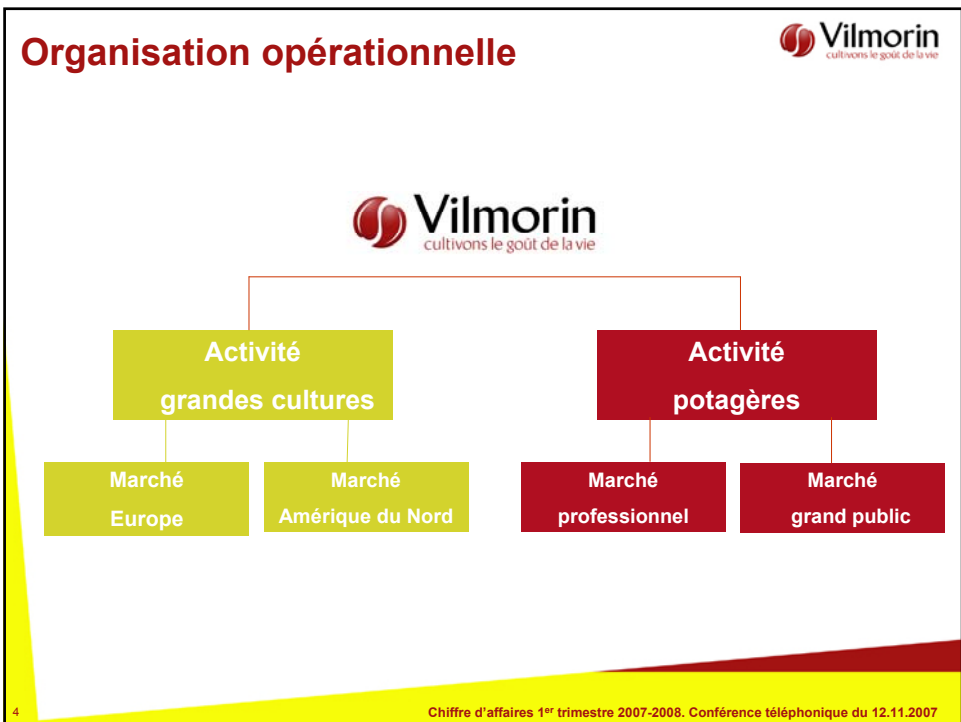 Organisation opérationnelle
Vilmorin
cultivons le goût de la vie
Vilmorin
cultivons le goût de la vie
Activité
grandes cultures
Activité
potagères
Marché
Europe
Marché
Amérique du Nord
Marché
professionnel
Marché
grand public
4
Chiffre d'affaires 1er trimestre 2007-2008. Conférence téléphonique du 12.11.2007